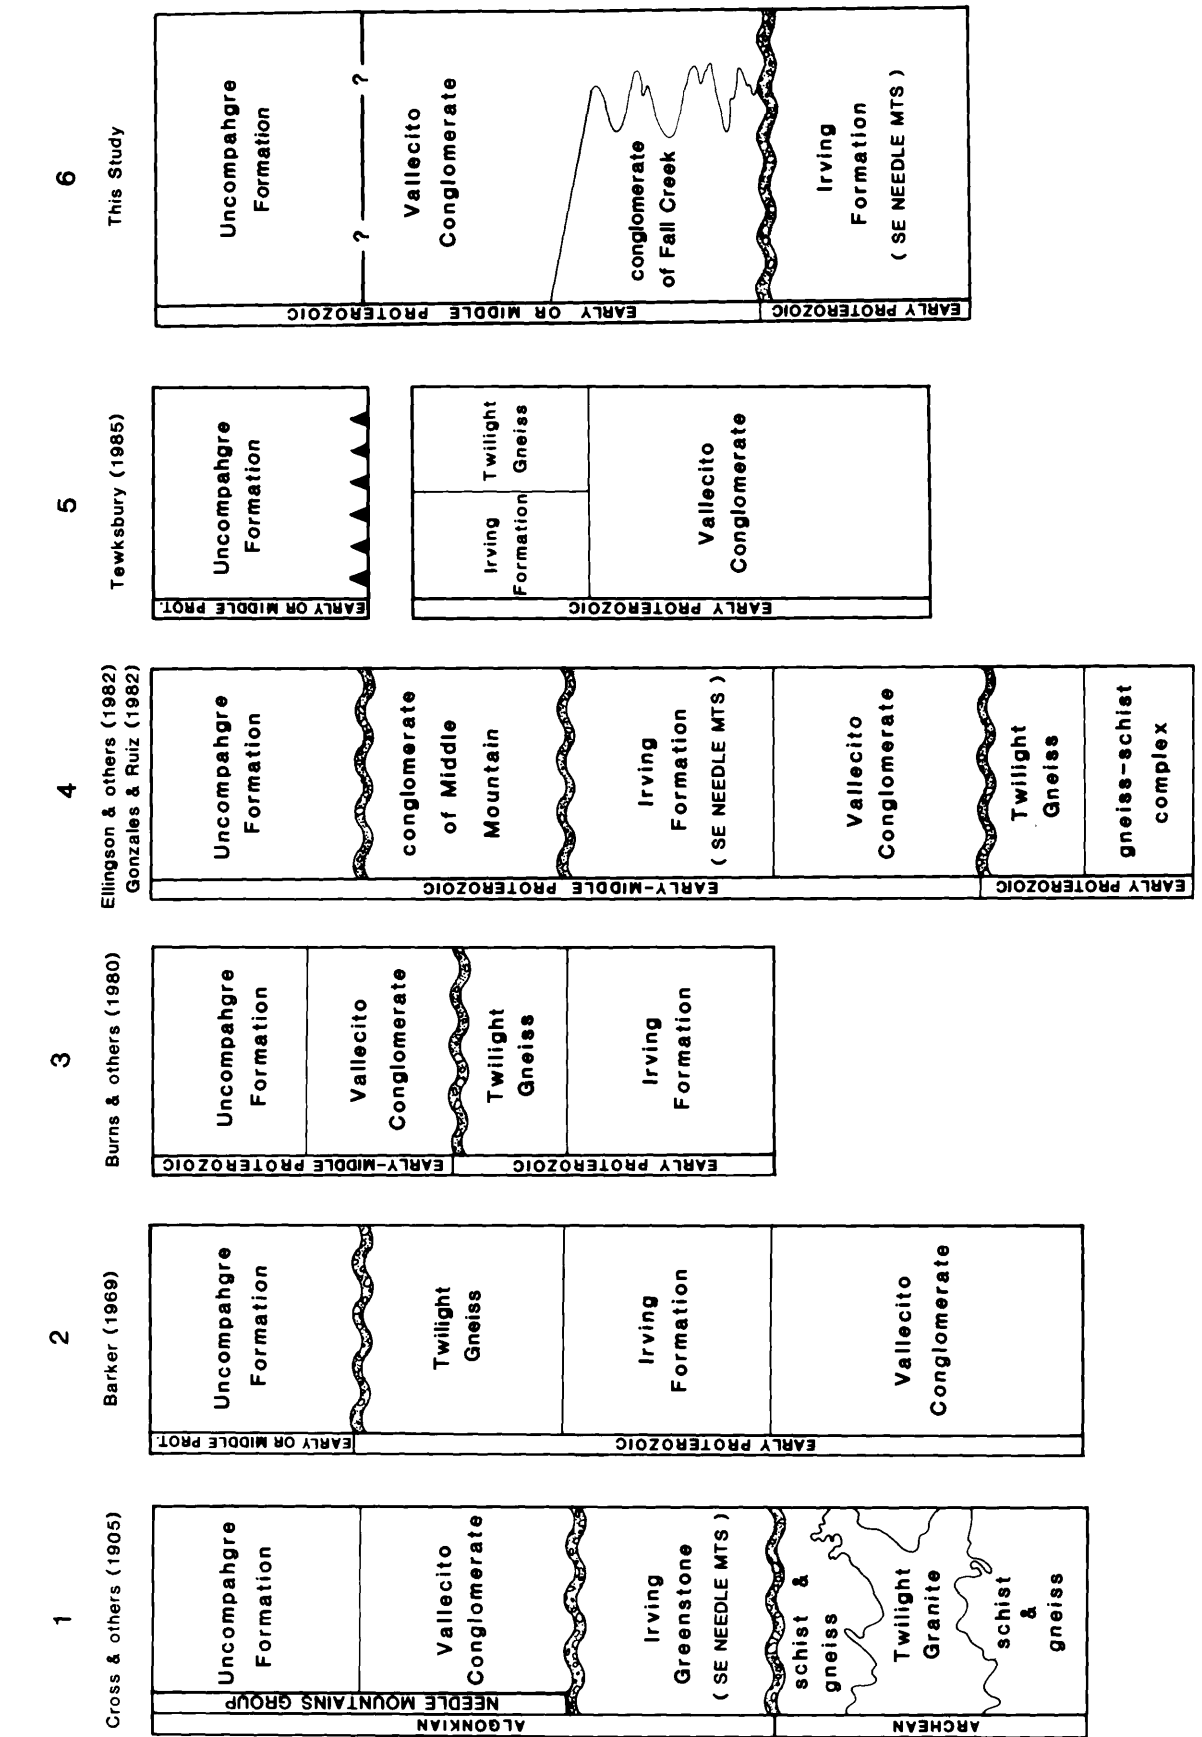 1
Cross & others (1905)
Uncompahgre
Formation
Vallecito
Conglomerate
Irving
Greenstone
( SE NEEDLE MTS )
schist &
gneiss
Twilight
Granite
schist
&
gneiss
NEEDLE MOUNTAINS GROUP
ALGONKIAN
ARCHEAN
2
Barker (1969)
Uncompahgre
Formation
Twilight
Gneiss
Irving
Formation
Vallecito
Conglomerate
EARLY OR MIDDLE PROT.
EARLY PROTEROZOIC
3
Burns & others (1980)
Uncompahgre
Formation
Vallecito
Conglomerate
Twilight
Gneiss
Irving
Formation
EARLY-MIDDLE PROTEROZOIC
EARLY PROTEROZOIC
4
Ellingson & others (1982)
Gonzales & Ruiz (1982)
Uncompahgre
Formation
conglomerate
of Middle
Mountain
Irving
Formation
( SE NEEDLE MTS )
Vallecito
Conglomerate
Twilight
Gneiss
gneiss-schist
complex
EARLY-MIDDLE PROTEROZOIC
EARLY PROTEROZOIC
5
Tewksbury (1985)
Uncompahgre
Formation
Irving
Formation
Twilight
Gneiss
Vallecito
Conglomerate
EARLY OR MIDDLE PROT.
EARLY PROTEROZOIC
6
This Study
Uncompahgre
Formation
? ?
Vallecito
Conglomerate
conglomerate
of Fall Creek
Irving
Formation
( SE NEEDLE MTS )
EARLY OR MIDDLE PROTEROZOIC
EARLY PROTEROZOIC